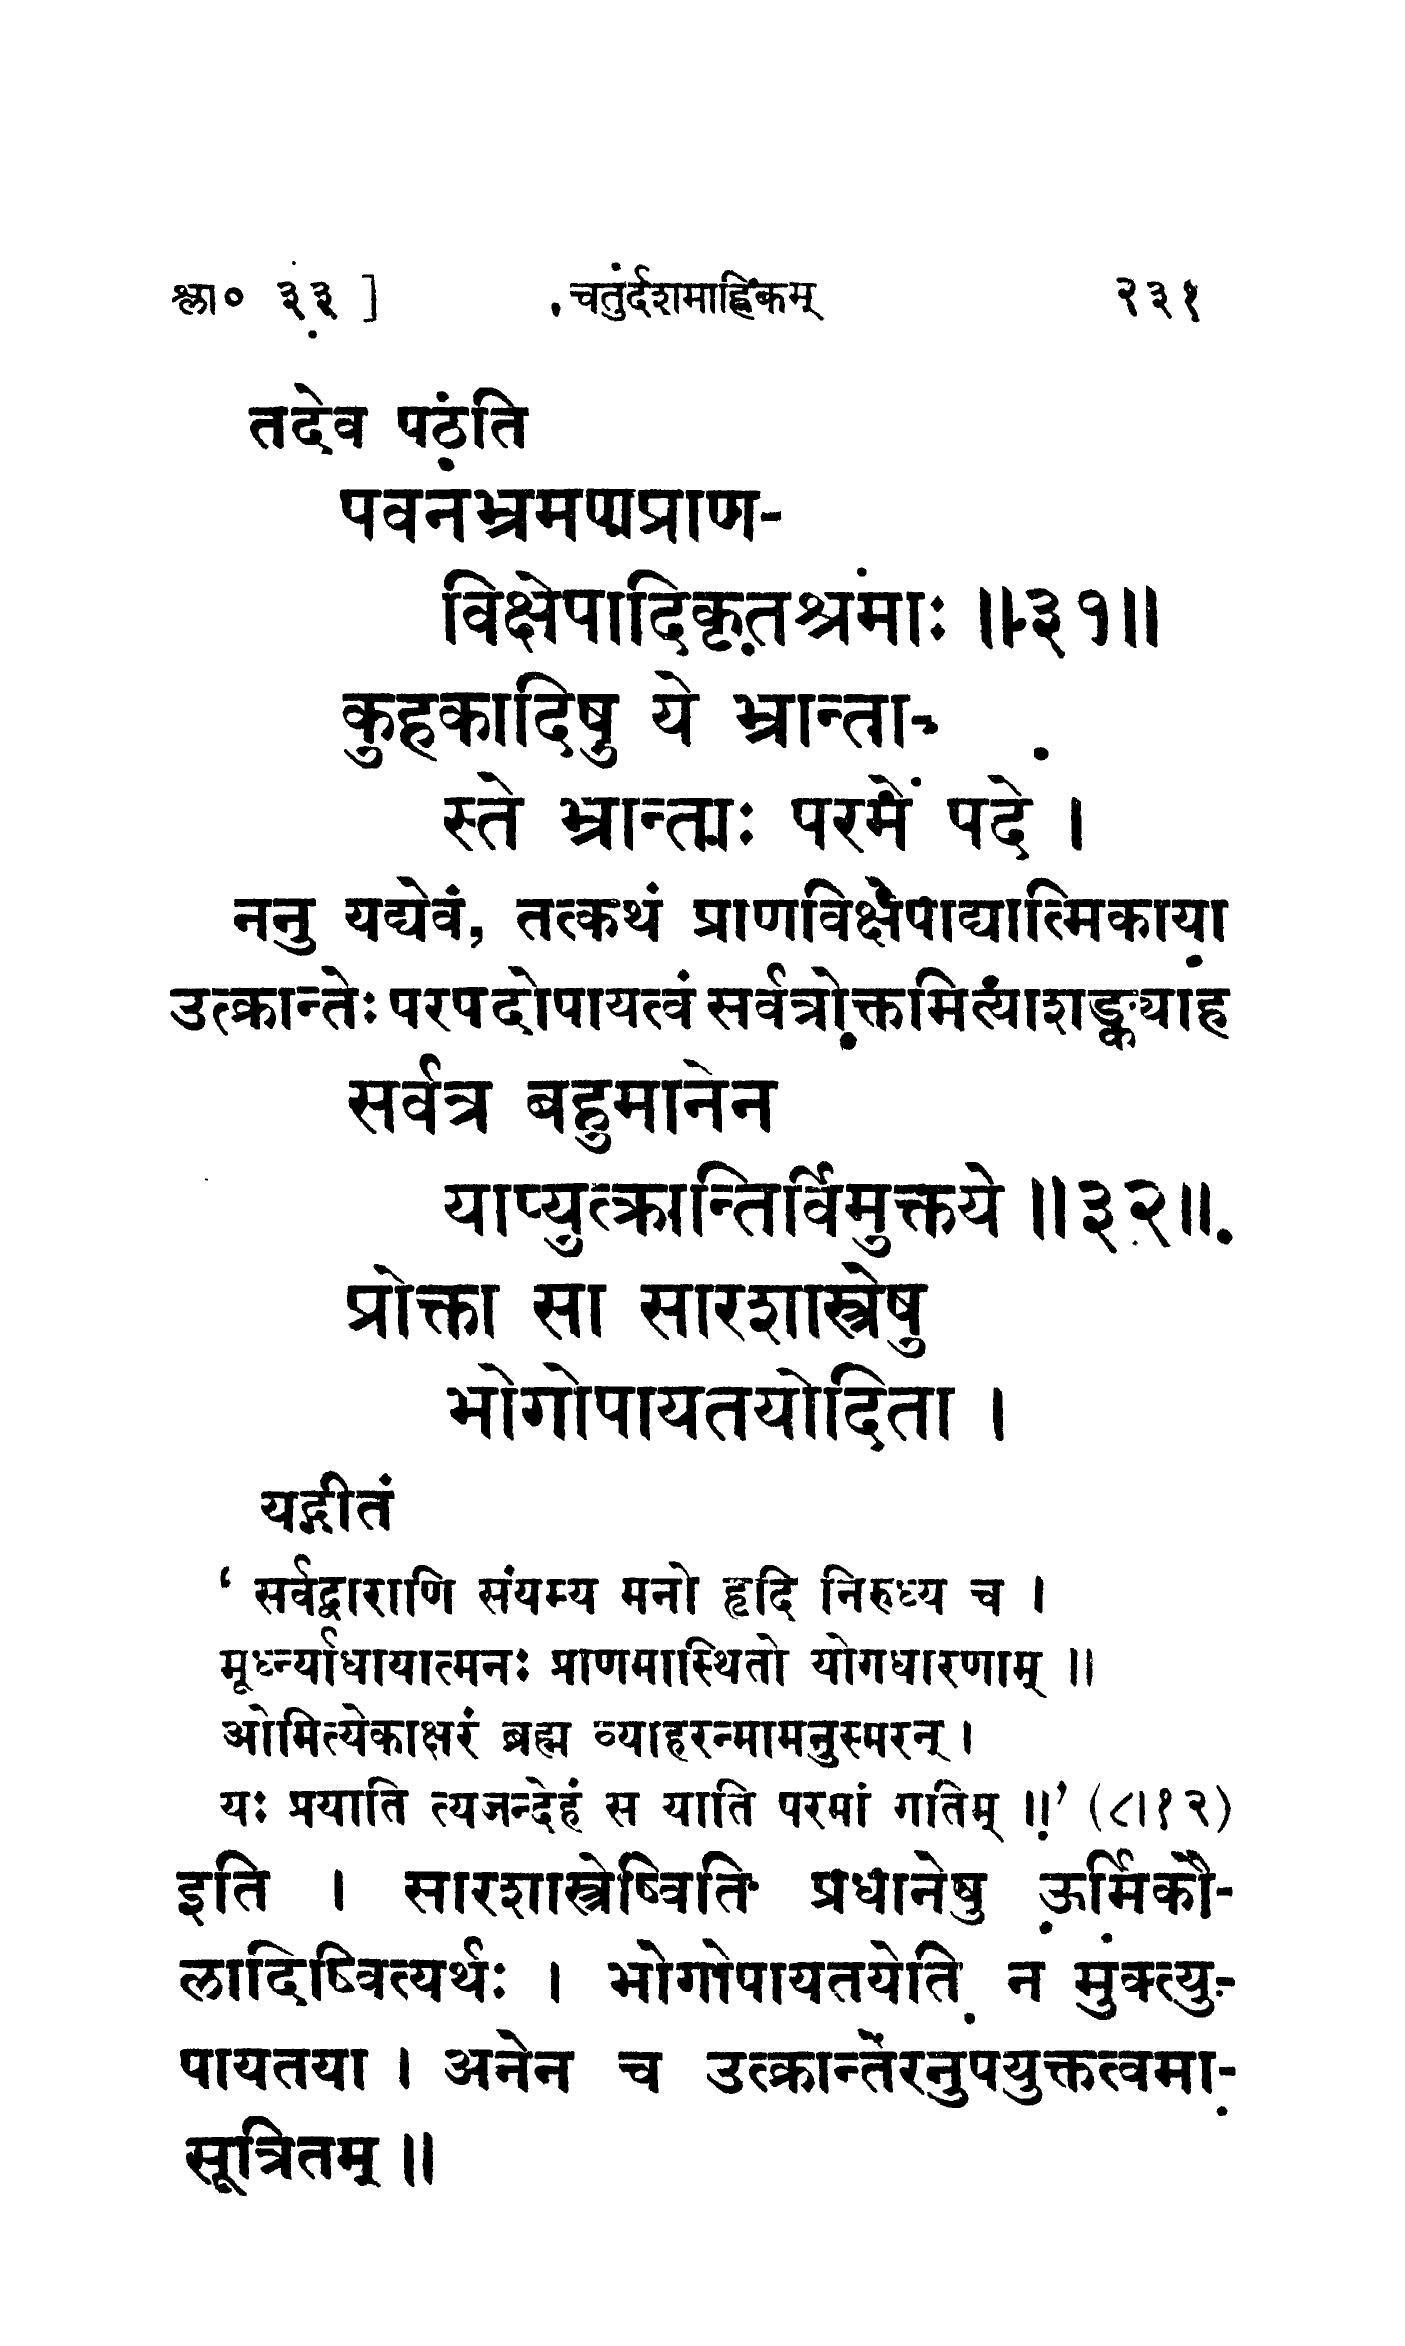 श्लो० ३३ ] चतुर्दशमाह्निकम् २३१
तदेव पठति
पवनभ्रमणप्राण-
विक्षेपादिकृतश्रमाः ॥३१॥
कुहकादिषु ये भ्रान्ता-
स्ते भ्रान्ताः परमे पदे ।
ननु यद्येवं, तत्कथं प्राणविक्षेपाद्यात्मिकाया
उत्क्रान्तेः परपदोपायत्वं सर्वत्रोक्तमित्याशङ्क्याह
सर्वत्र बहुमानेन
याप्युत्क्रान्तिर्विमुक्तये ॥३२॥
प्रोक्ता सा सारशास्त्रेषु
भोगोपायतयोदिता ।
यद्गीतं
‘ सर्वद्वाराणि संयम्य मनो हृदि निरुध्य च ।
मूर्ध्न्याधायात्मनः प्राणमास्थितो योगधारणाम् ॥
ओमित्येकाक्षरं ब्रह्म व्याहरन्मामनुस्मरन् ।
यः प्रयाति त्यजन्देहं स याति परमां गतिम् ॥’ (८।१२)
इति । सारशास्त्रेष्विति प्रधानेषु ऊर्मिकौ-
लादिष्वित्यर्थः । भोगोपायतयेति न मुक्त्यु-
पायतया । अनेन च उत्क्रान्तेरनुपयुक्तत्वमा-
सूत्रितम् ॥